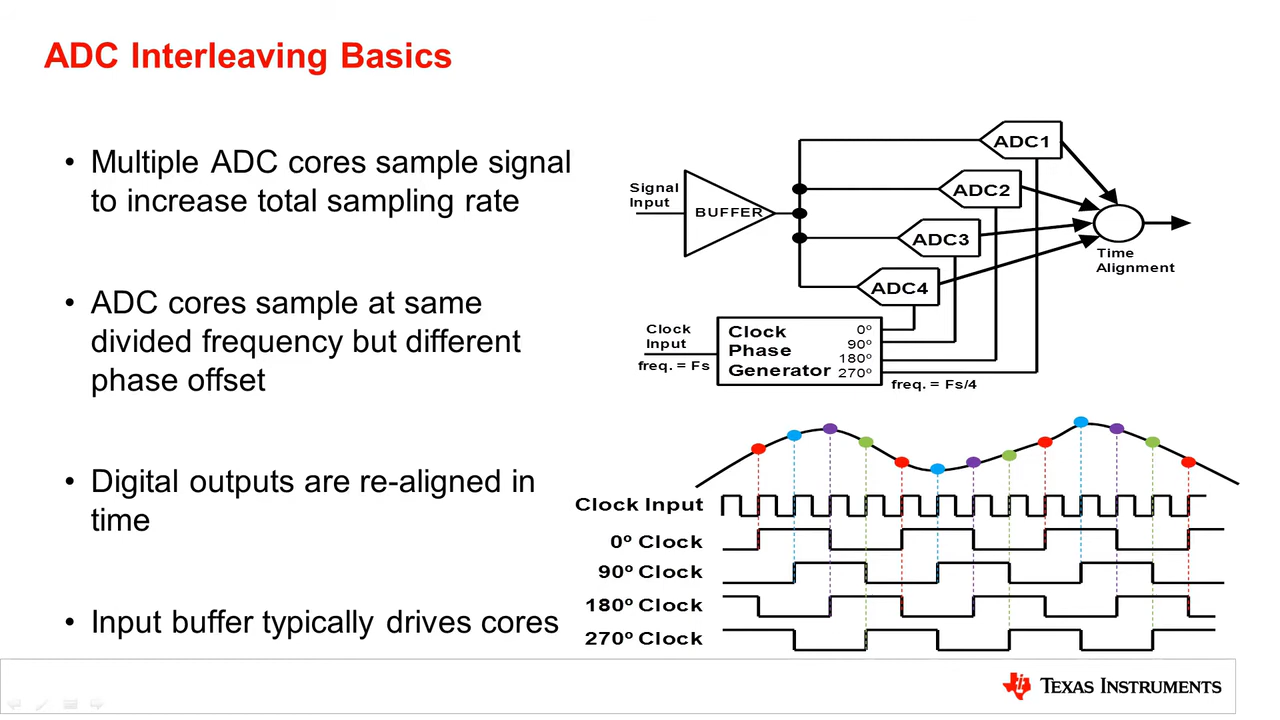 ADC Interleaving Basics
• Multiple ADC cores sample signal
to increase total sampling rate
• ADC cores sample at same
divided frequency but different
phase offset
• Digital outputs are re-aligned in
time
• Input buffer typically drives cores
Signal
Input
BUFFER
ADC1
ADC2
ADC3
ADC4
Time
Alignment
Clock
Input
freq. = Fs
Clock
Phase
Generator
0º
90º
180º
270º
freq. = Fs/4
Clock Input
0º Clock
90º Clock
180º Clock
270º Clock
TEXAS INSTRUMENTS